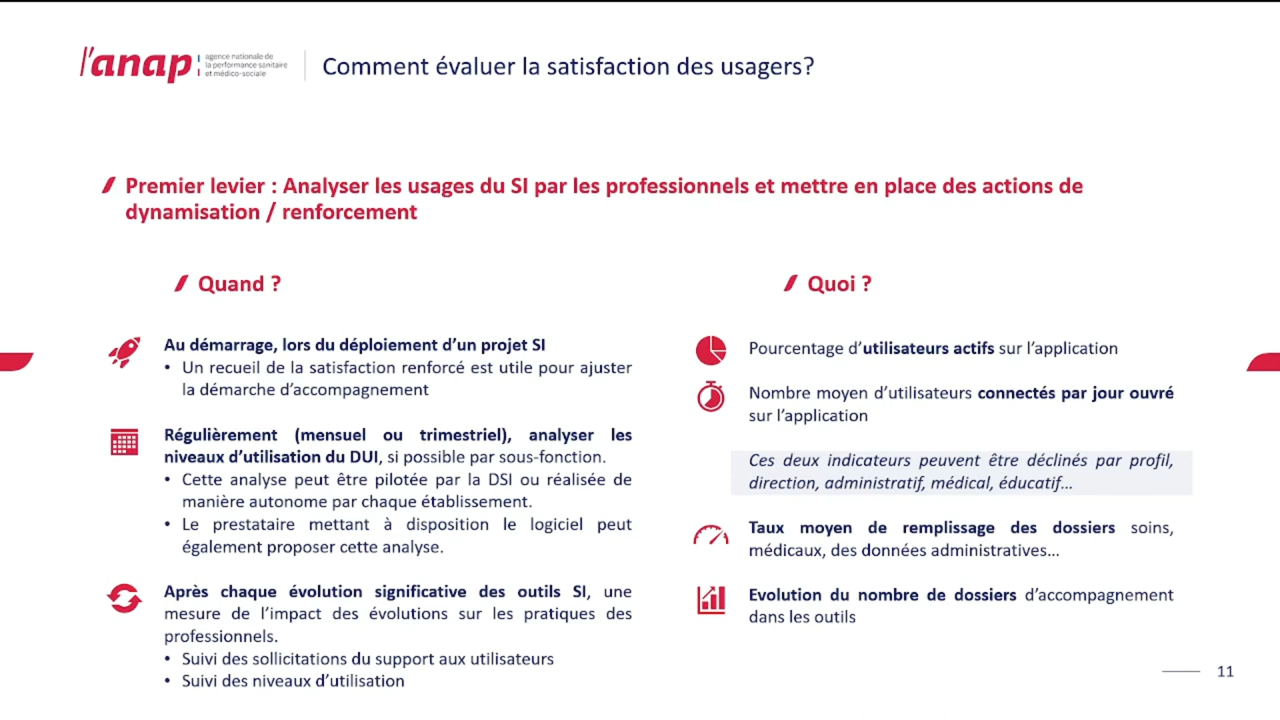 l'anap
agence nationale de
la performance sanitaire
et médico-sociale
Comment évaluer la satisfaction des usagers?
Premier levier : Analyser les usages du SI par les professionnels et mettre en place des actions de
dynamisation / renforcement
Quand ?
Au démarrage, lors du déploiement d'un projet SI
• Un recueil de la satisfaction renforcé est utile pour ajuster
la démarche d'accompagnement
Régulièrement (mensuel ou trimestriel), analyser les
niveaux d'utilisation du DUI, si possible par sous-fonction.
• Cette analyse peut être pilotée par la DSI ou réalisée de
manière autonome par chaque établissement.
• Le prestataire mettant à disposition le logiciel peut
également proposer cette analyse.
Après chaque évolution significative des outils SI, une
mesure de l'impact des évolutions sur les pratiques des
professionnels.
• Suivi des sollicitations du support aux utilisateurs
• Suivi des niveaux d'utilisation
Quoi ?
Pourcentage d'utilisateurs actifs sur l'application
Nombre moyen d'utilisateurs connectés par jour ouvré
sur l'application
Ces deux indicateurs peuvent être déclinés par profil,
direction, administratif, médical, éducatif…
Taux moyen de remplissage des dossiers soins,
médicaux, des données administratives…
Evolution du nombre de dossiers d'accompagnement
dans les outils
11